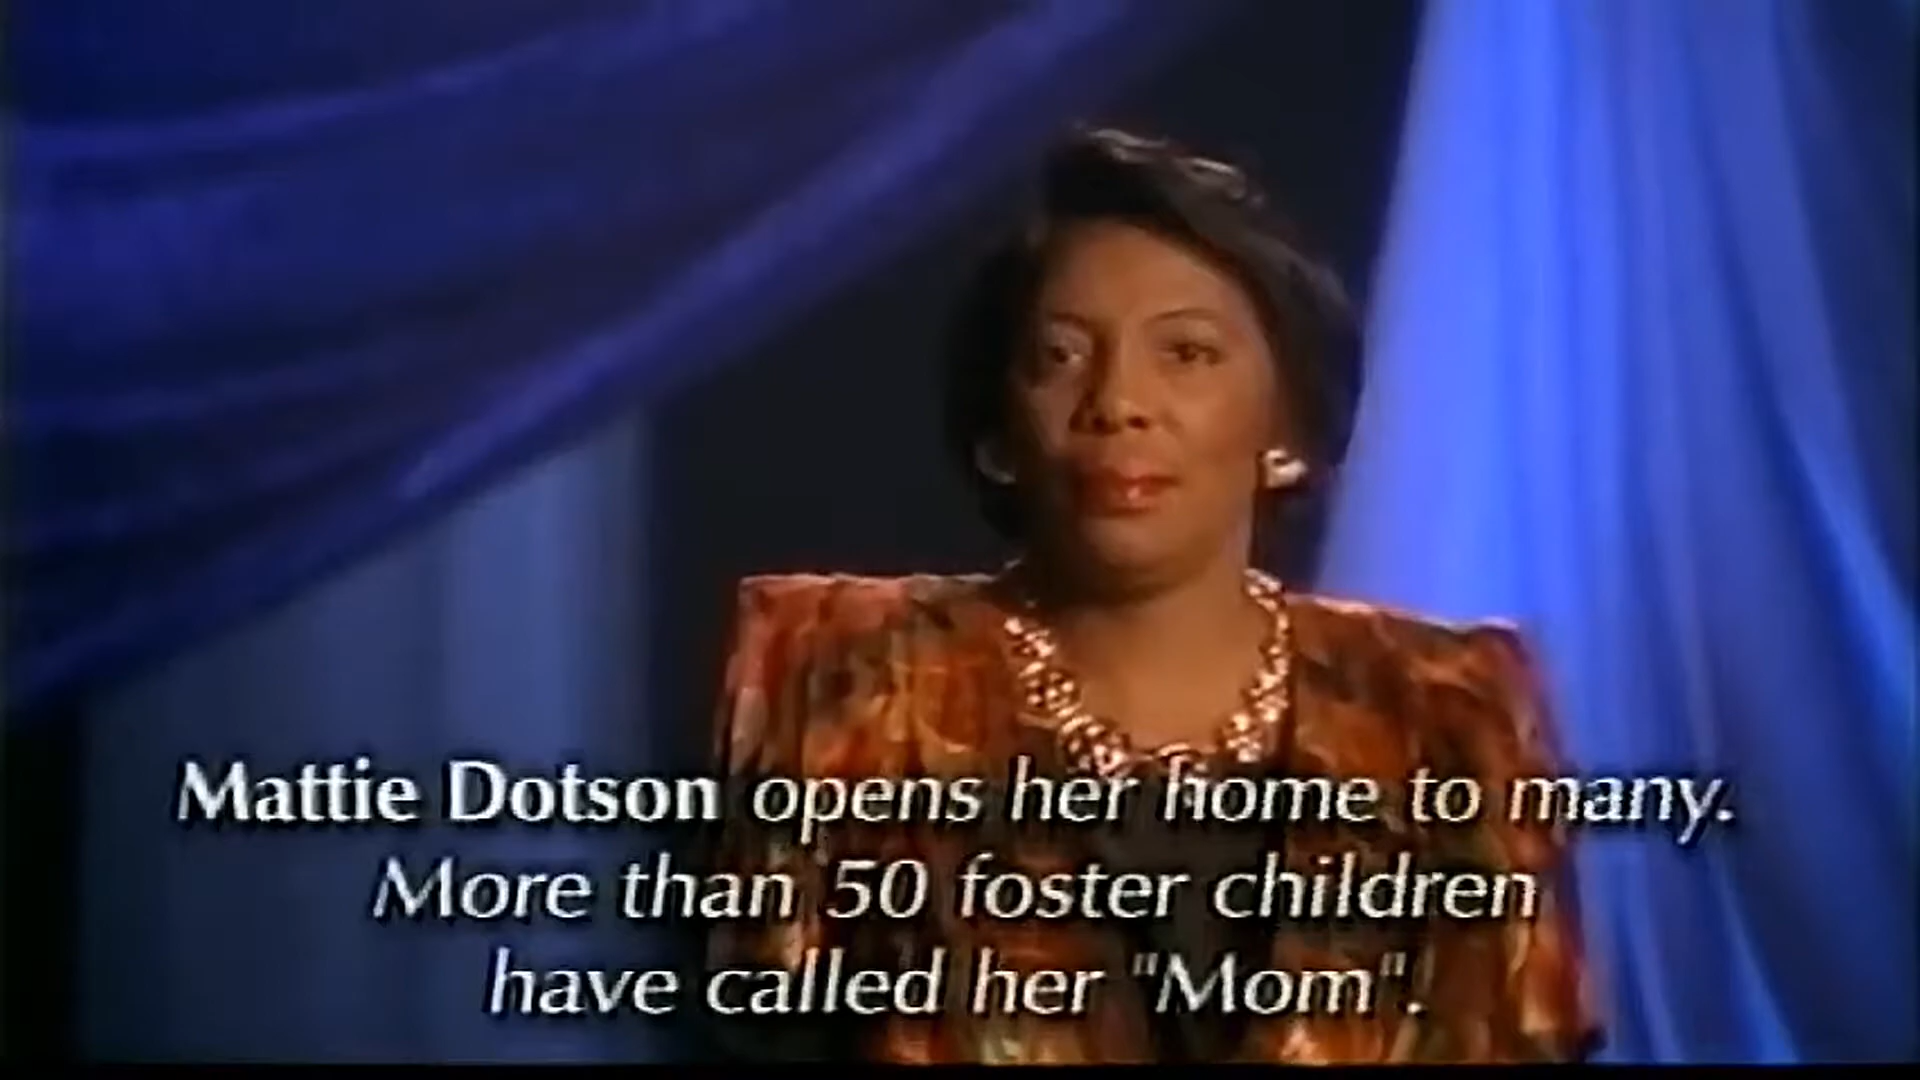 Mattie Dotson opens her home to many.
More than 50 foster children
have called her "Mom".